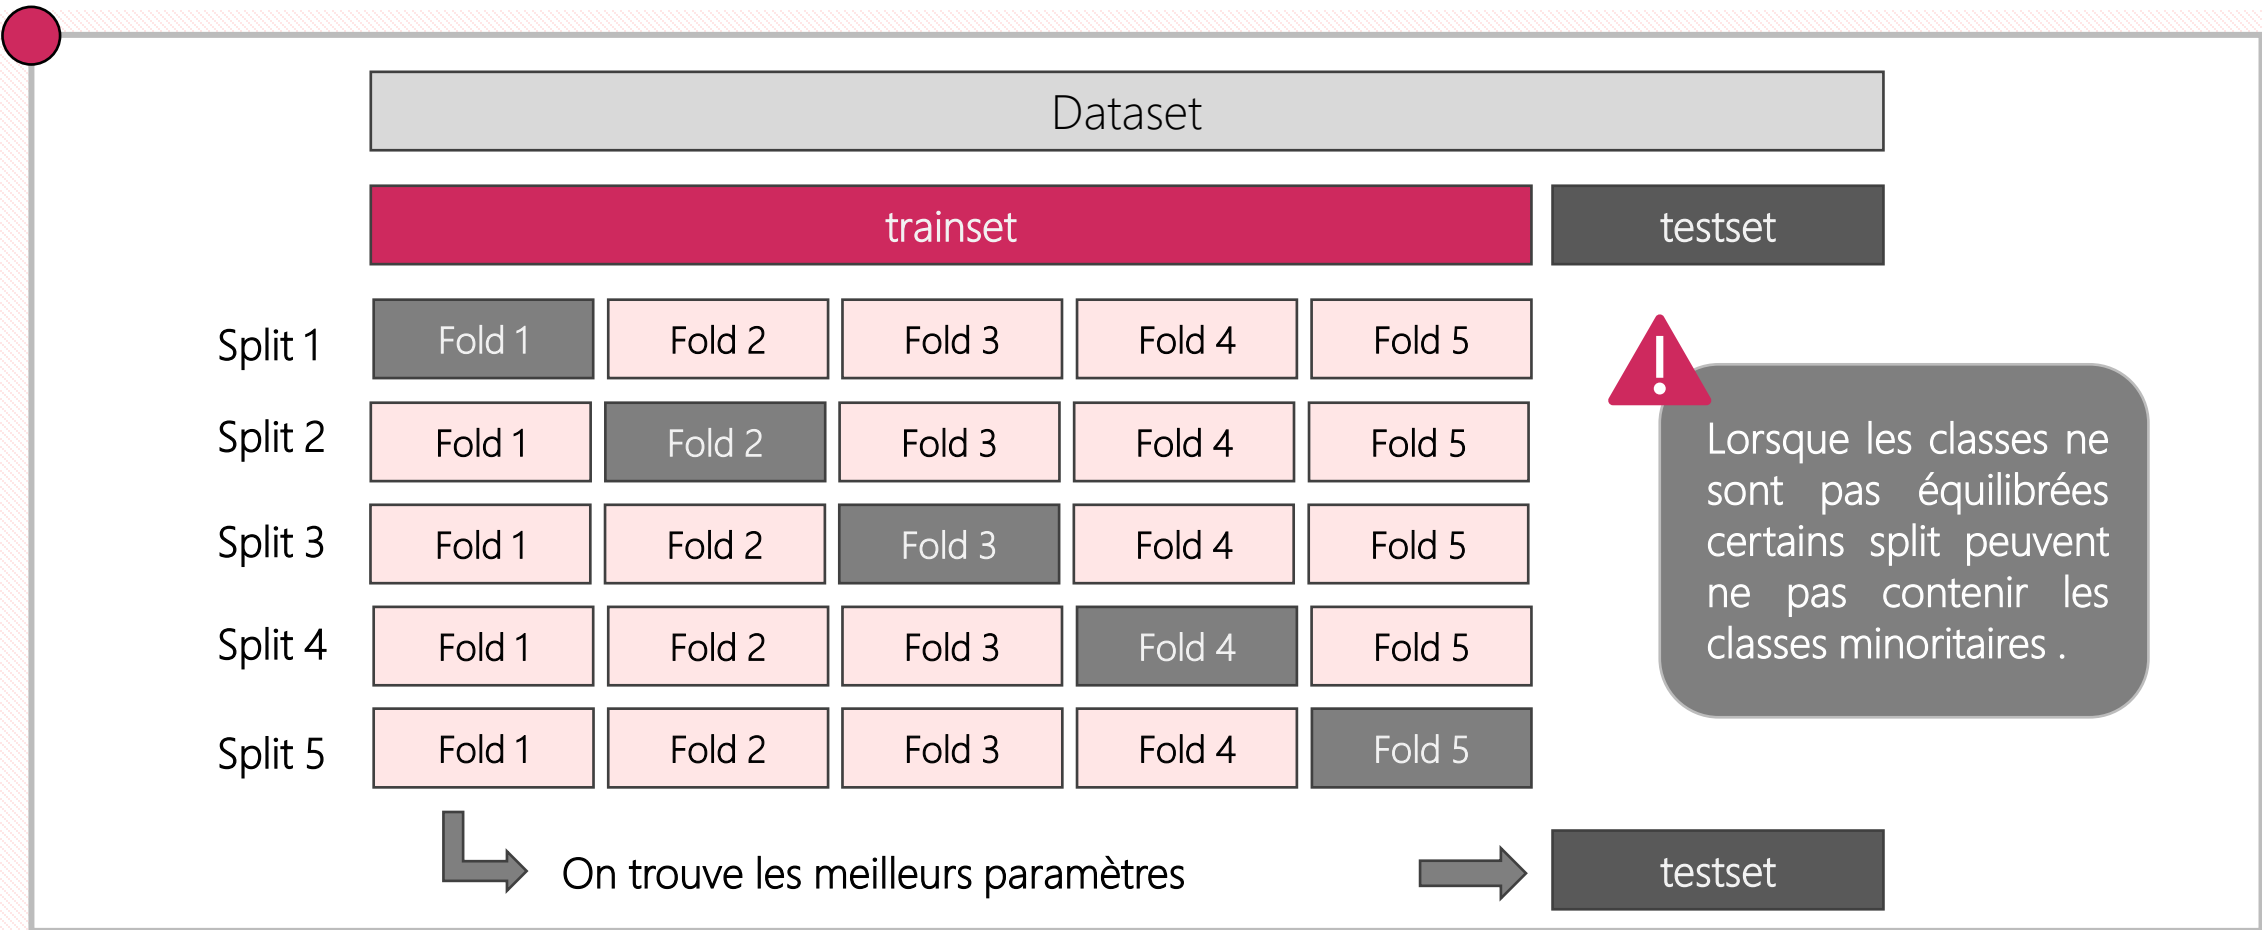 Dataset
trainset testset
Split 1 Fold 1 Fold 2 Fold 3 Fold 4 Fold 5
Split 2 Fold 1 Fold 2 Fold 3 Fold 4 Fold 5
Split 3 Fold 1 Fold 2 Fold 3 Fold 4 Fold 5
Split 4 Fold 1 Fold 2 Fold 3 Fold 4 Fold 5
Split 5 Fold 1 Fold 2 Fold 3 Fold 4 Fold 5
!
Lorsque les classes ne
sont pas équilibrées
certains split peuvent
ne pas contenir les
classes minoritaires .
On trouve les meilleurs paramètres testset